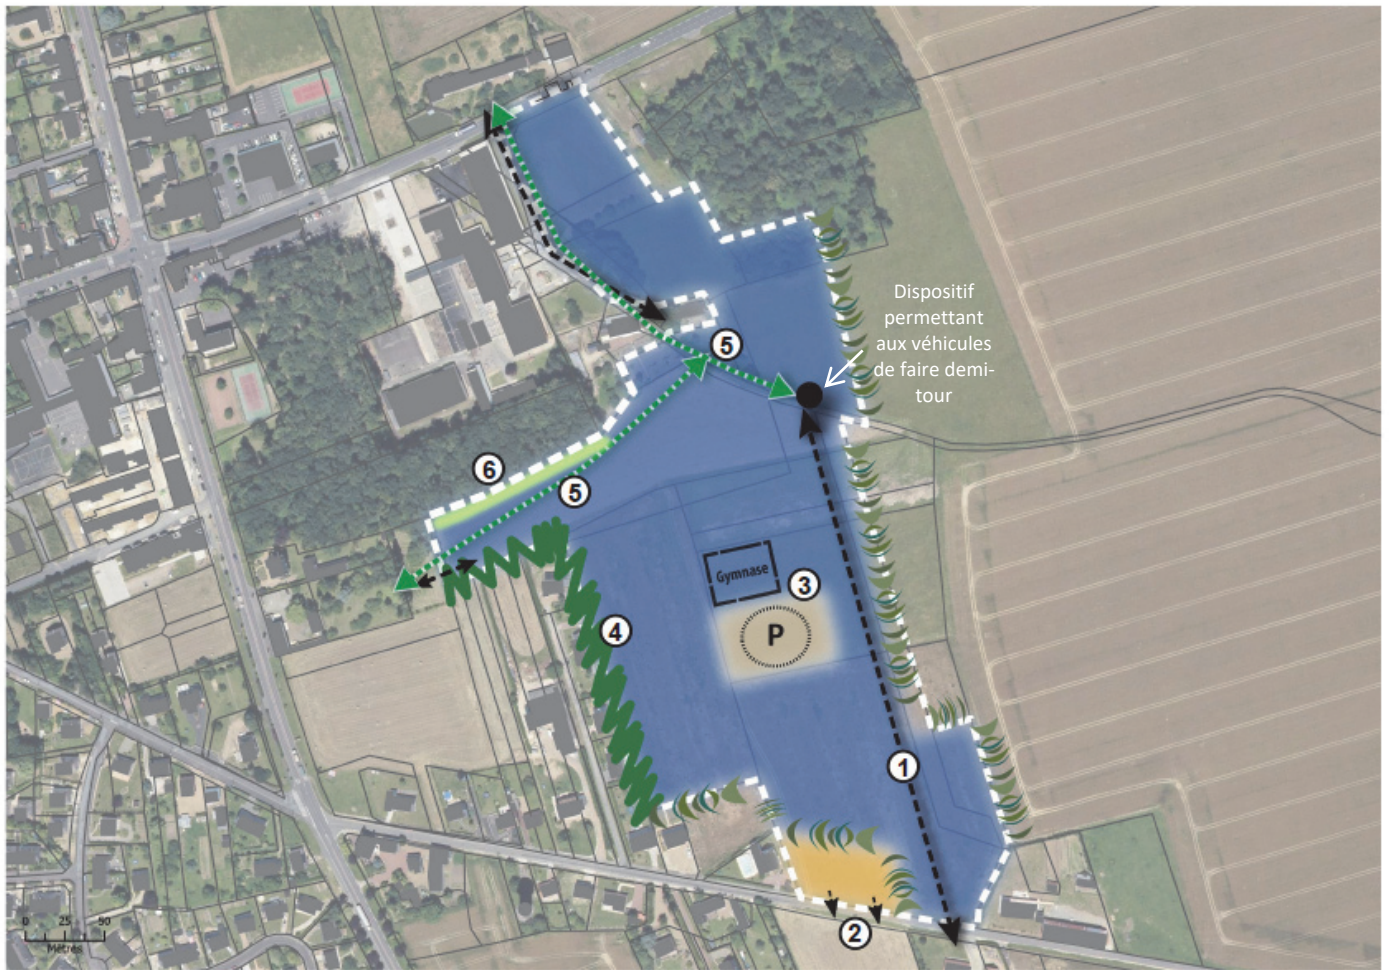 Dispositif
permettant
aux véhicules
de faire demi-
tour
5
6
5
Gymnase
3
P
4
1
2
0 25 50
Mètres